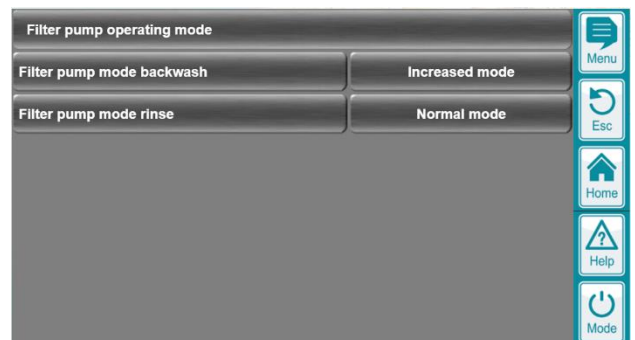 Filter pump operating mode
Menu
Filter pump mode backwash Increased mode
Filter pump mode rinse Normal mode
Esc
Home
?
Help
Mode